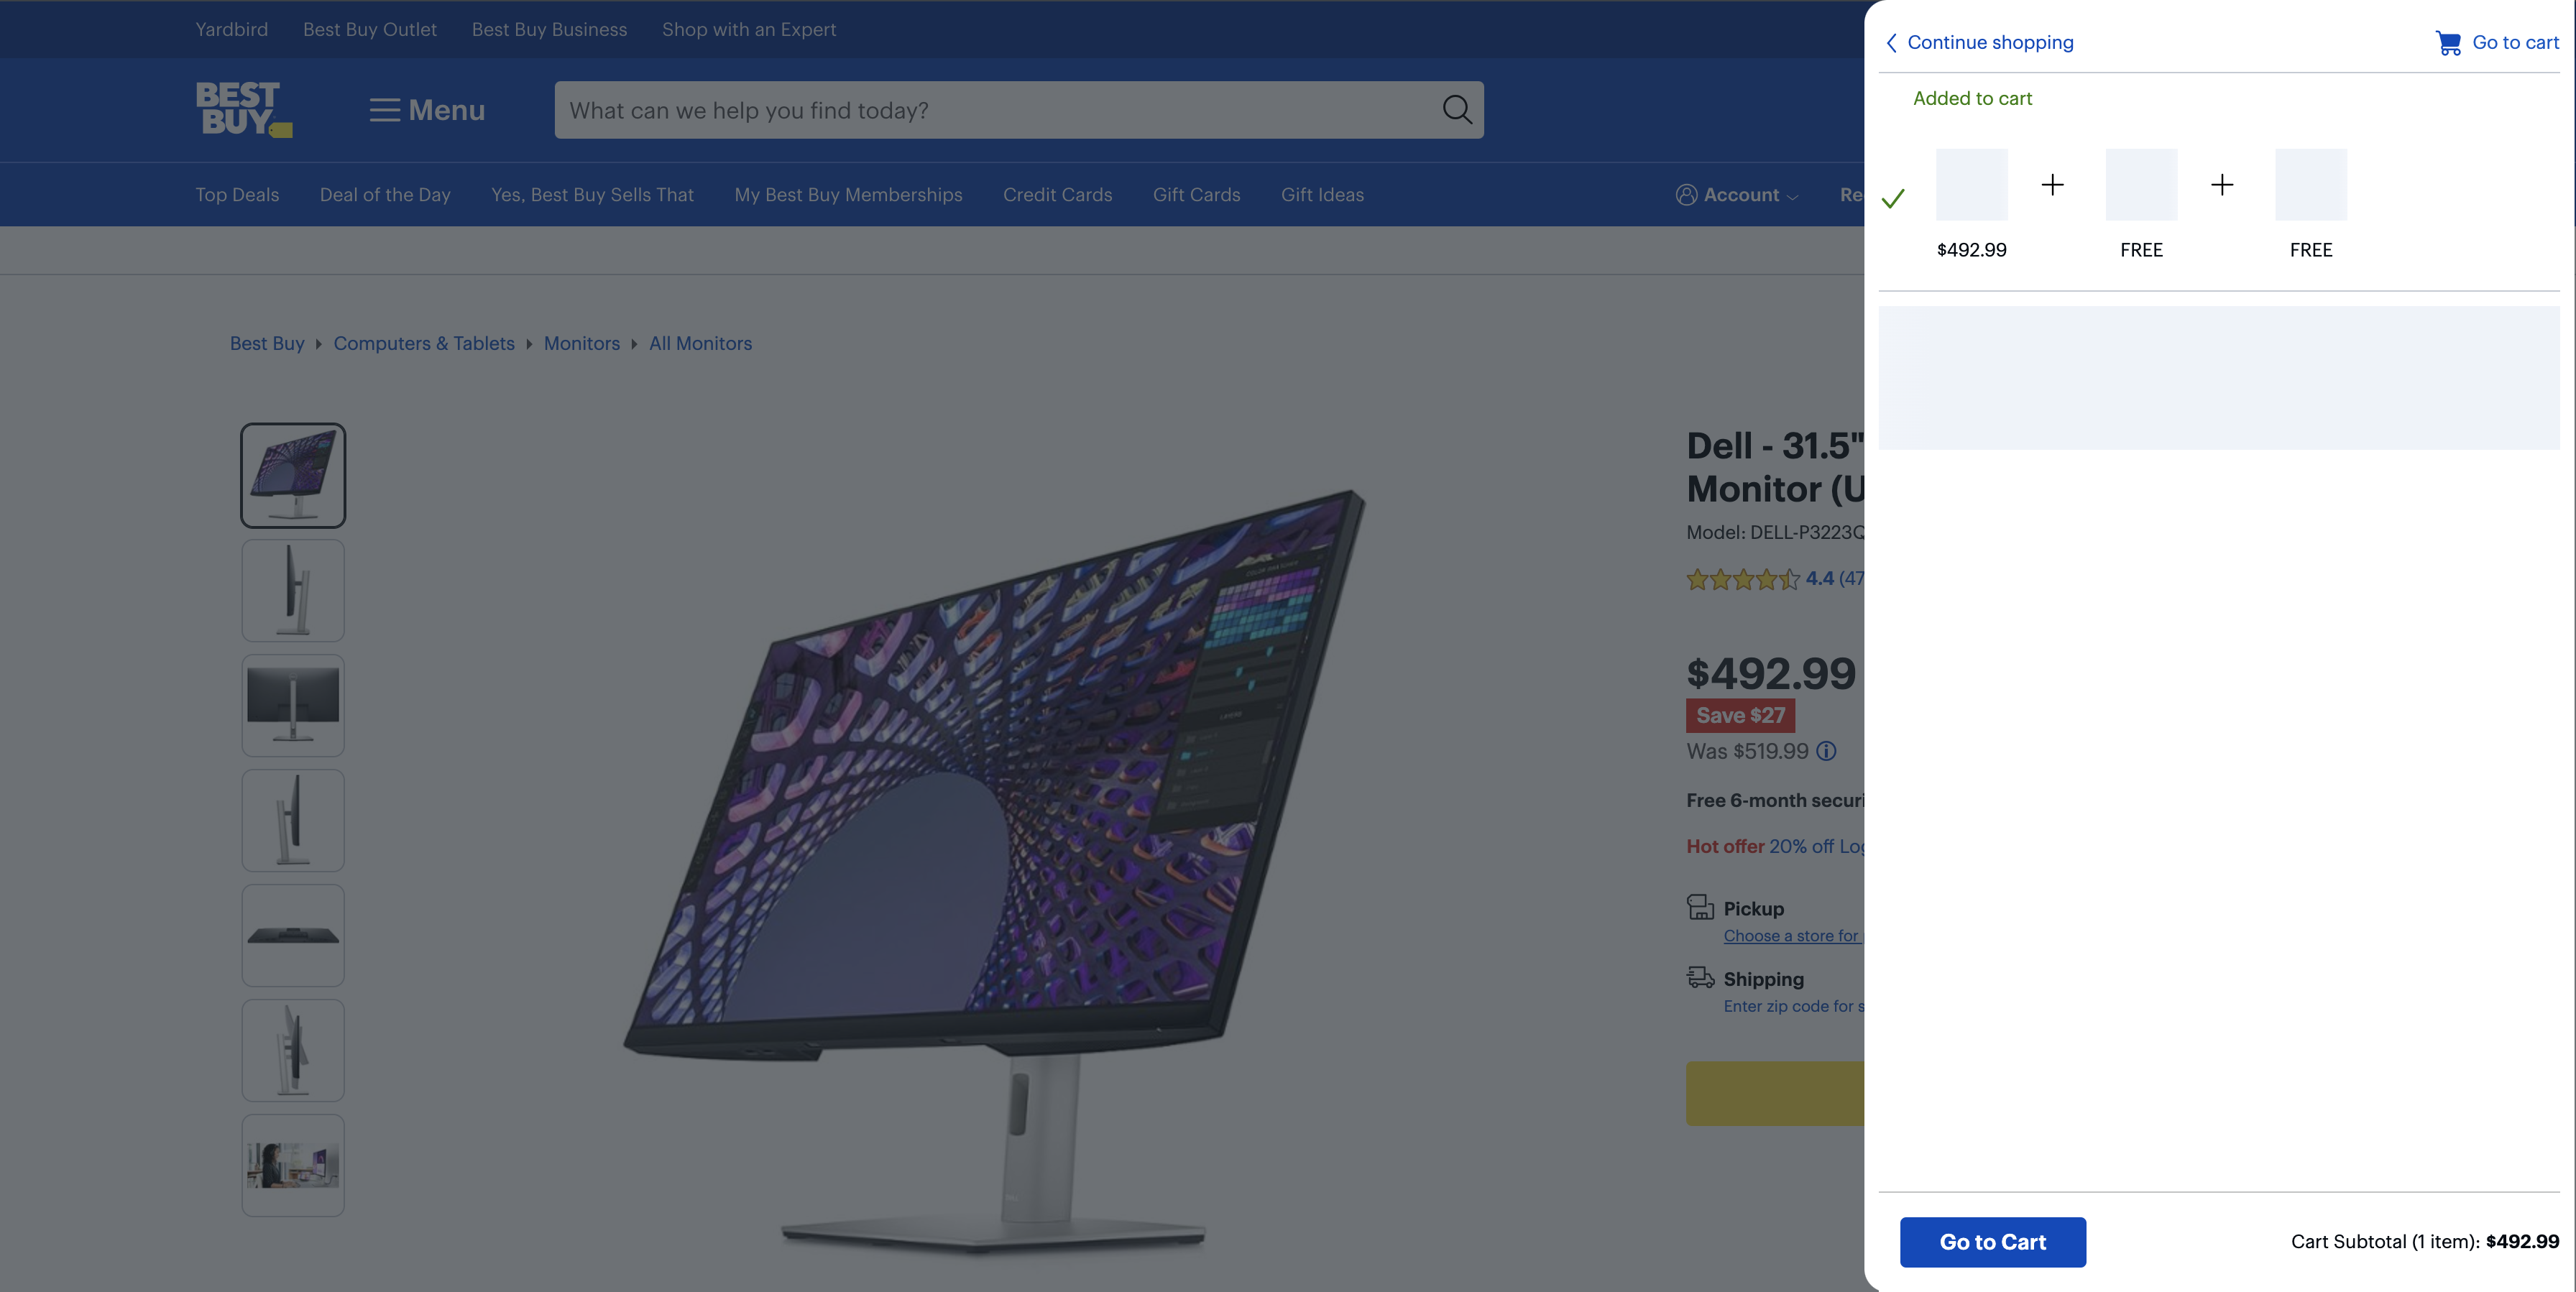 Yardbird Best Buy Outlet Best Buy Business Shop with an Expert
BEST
BUY
Menu
What can we help you find today?
Top Deals Deal of the Day Yes, Best Buy Sells That My Best Buy Memberships Credit Cards Gift Cards Gift Ideas Account Re
Best Buy Computers & Tablets Monitors All Monitors
Dell - 31.5"
Monitor (U
Model: DELL-P3223Q
4.4 (47
$492.99
Save $27
Was $519.99
Free 6-month securi
Hot offer 20% off Log
Pickup
Choose a store for
Shipping
Enter zip code for s
Continue shopping Go to cart
Added to cart
+ +
$492.99 FREE FREE
Go to Cart Cart Subtotal (1 item): $492.99